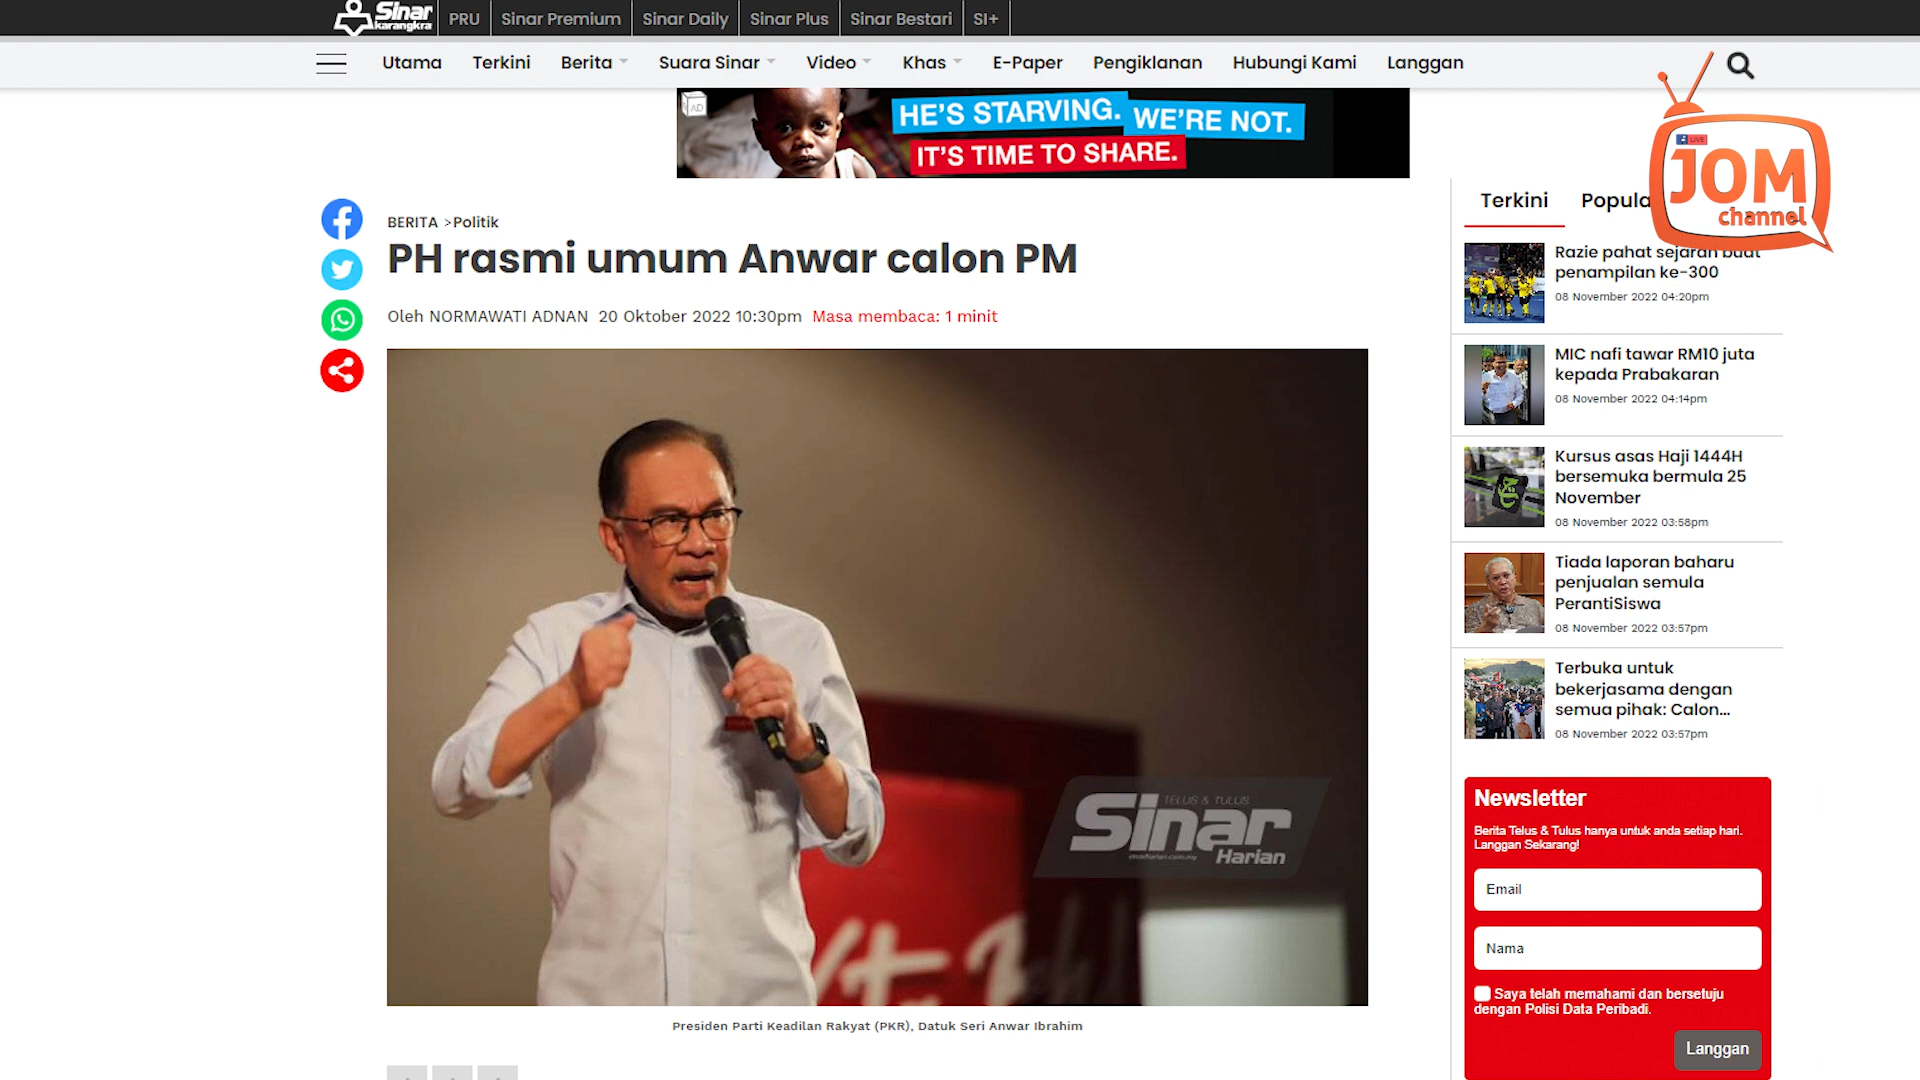 Sinar
karangkraf
PRU
Sinar Premium
Sinar Daily
Sinar Plus
Sinar Bestari
SI+
Utama
Terkini
Berita
Suara Sinar
Video
Khas
E-Paper
Pengiklanan
Hubungi Kami
Langgan
AD
HE'S STARVING. WE'RE NOT.
IT'S TIME TO SHARE.
LIVE
JOM
channel
BERITA >Politik
PH rasmi umum Anwar calon PM
Oleh NORMAWATI ADNAN 20 Oktober 2022 10:30pm Masa membaca: 1 minit
TELUS & TULUS
Sinar
Harian
sinarharian.com.my
Presiden Parti Keadilan Rakyat (PKR), Datuk Seri Anwar Ibrahim
Terkini
Popula
Razie pahat sejarah buat
penampilan ke-300
08 November 2022 04:20pm
MIC nafi tawar RM10 juta
kepada Prabakaran
08 November 2022 04:14pm
Kursus asas Haji 1444H
bersemuka bermula 25
November
08 November 2022 03:58pm
Tiada laporan baharu
penjualan semula
PerantiSiswa
08 November 2022 03:57pm
Terbuka untuk
bekerjasama dengan
semua pihak: Calon...
08 November 2022 03:57pm
Newsletter
Berita Telus & Tulus hanya untuk anda setiap hari.
Langgan Sekarang!
Email
Nama
Saya telah memahami dan bersetuju
dengan Polisi Data Peribadi.
Langgan